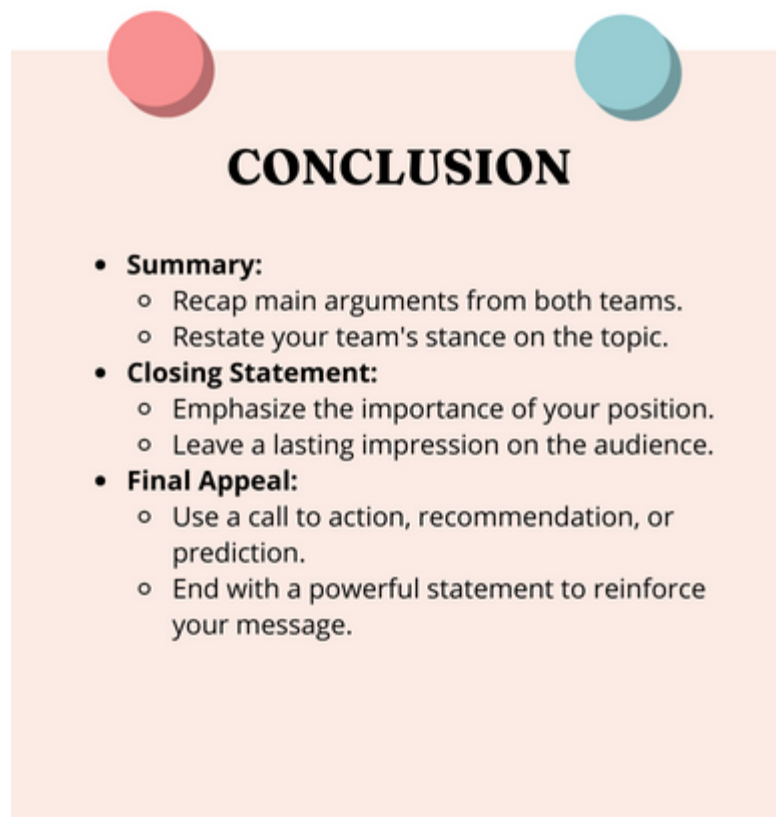 CONCLUSION
• Summary:
○ Recap main arguments from both teams.
○ Restate your team's stance on the topic.
• Closing Statement:
○ Emphasize the importance of your position.
○ Leave a lasting impression on the audience.
• Final Appeal:
○ Use a call to action, recommendation, or
prediction.
○ End with a powerful statement to reinforce
your message.